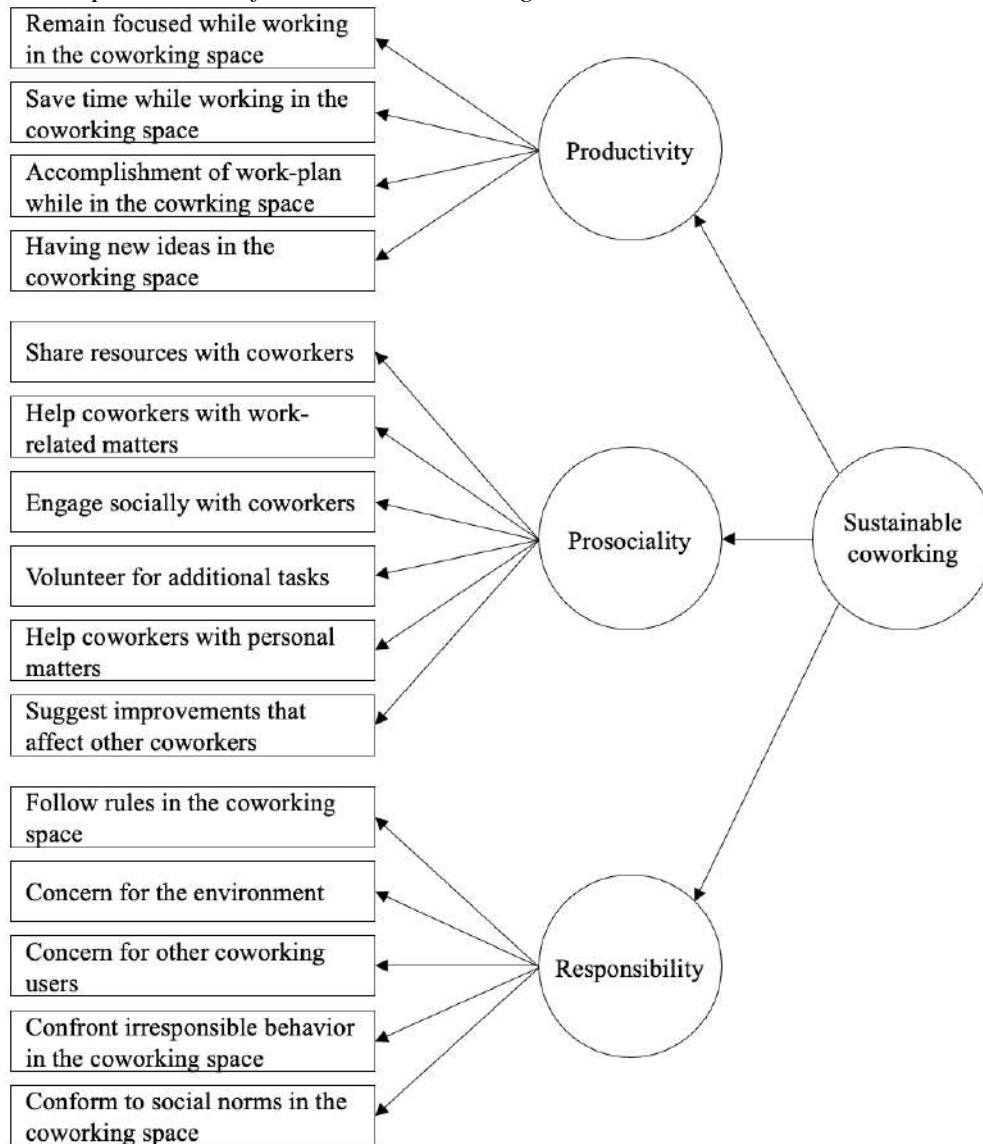 Remain focused while working
in the coworking space
Save time while working in the
coworking space
Accomplishment of work-plan
while in the cowrking space
Having new ideas in the
coworking space
Productivity
Share resources with coworkers
Help coworkers with work-
related matters
Engage socially with coworkers
Volunteer for additional tasks
Help coworkers with personal
matters
Suggest improvements that
affect other coworkers
Prosociality
Sustainable
coworking
Follow rules in the coworking
space
Concern for the environment
Concern for other coworking
users
Confront irresponsible behavior
in the coworking space
Conform to social norms in the
coworking space
Responsibility